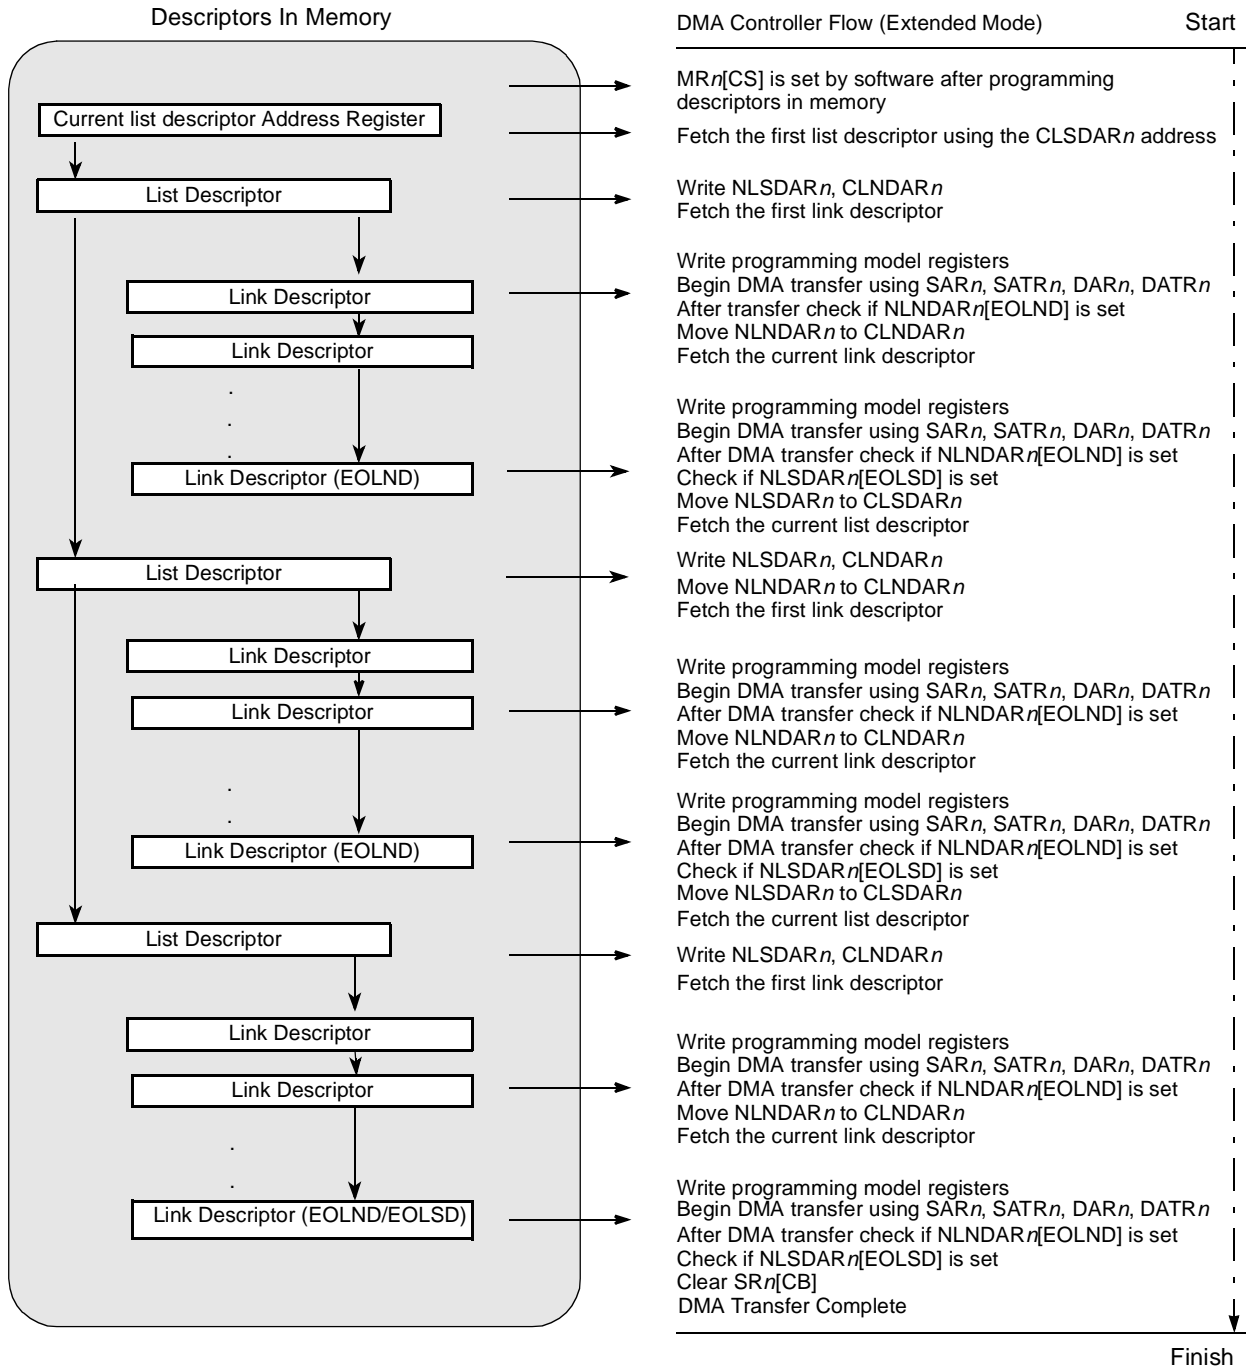 Descriptors In Memory
Current list descriptor Address Register
List Descriptor
Link Descriptor
Link Descriptor
.
.
.
Link Descriptor (EOLND)
List Descriptor
Link Descriptor
Link Descriptor
.
.
Link Descriptor (EOLND)
List Descriptor
Link Descriptor
Link Descriptor
.
.
Link Descriptor (EOLND/EOLSD)
DMA Controller Flow (Extended Mode)
Start
MRn[CS] is set by software after programming
descriptors in memory
Fetch the first list descriptor using the CLSDARn address
Write NLSDARn, CLNDARn
Fetch the first link descriptor
Write programming model registers
Begin DMA transfer using SARn, SATRn, DARn, DATRn
After transfer check if NLNDARn[EOLND] is set
Move NLNDARn to CLNDARn
Fetch the current link descriptor
Write programming model registers
Begin DMA transfer using SARn, SATRn, DARn, DATRn
After DMA transfer check if NLNDARn[EOLND] is set
Check if NLSDARn[EOLSD] is set
Move NLSDARn to CLSDARn
Fetch the current list descriptor
Write NLSDARn, CLNDARn
Move NLNDARn to CLNDARn
Fetch the first link descriptor
Write programming model registers
Begin DMA transfer using SARn, SATRn, DARn, DATRn
After DMA transfer check if NLNDARn[EOLND] is set
Move NLNDARn to CLNDARn
Fetch the current link descriptor
Write programming model registers
Begin DMA transfer using SARn, SATRn, DARn, DATRn
After DMA transfer check if NLNDARn[EOLND] is set
Check if NLSDARn[EOLSD] is set
Move NLSDARn to CLSDARn
Fetch the current list descriptor
Write NLSDARn, CLNDARn
Fetch the first link descriptor
Write programming model registers
Begin DMA transfer using SARn, SATRn, DARn, DATRn
After DMA transfer check if NLNDARn[EOLND] is set
Move NLNDARn to CLNDARn
Fetch the current link descriptor
Write programming model registers
Begin DMA transfer using SARn, SATRn, DARn, DATRn
After DMA transfer check if NLNDARn[EOLND] is set
Check if NLSDARn[EOLSD] is set
Clear SRn[CB]
DMA Transfer Complete
Finish